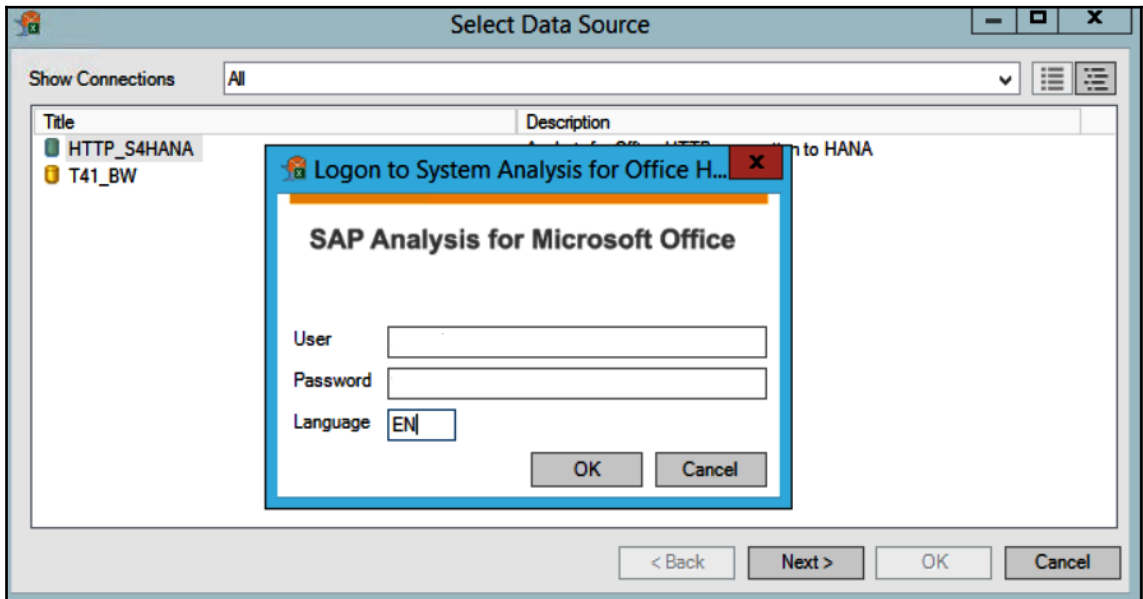 Select Data Source
Show Connections All
Title Description
HTTP_S4HANA n to HANA
T41_BW
Logon to System Analysis for Office H...
SAP Analysis for Microsoft Office
User
Password
Language EN
OK Cancel
< Back Next > OK Cancel